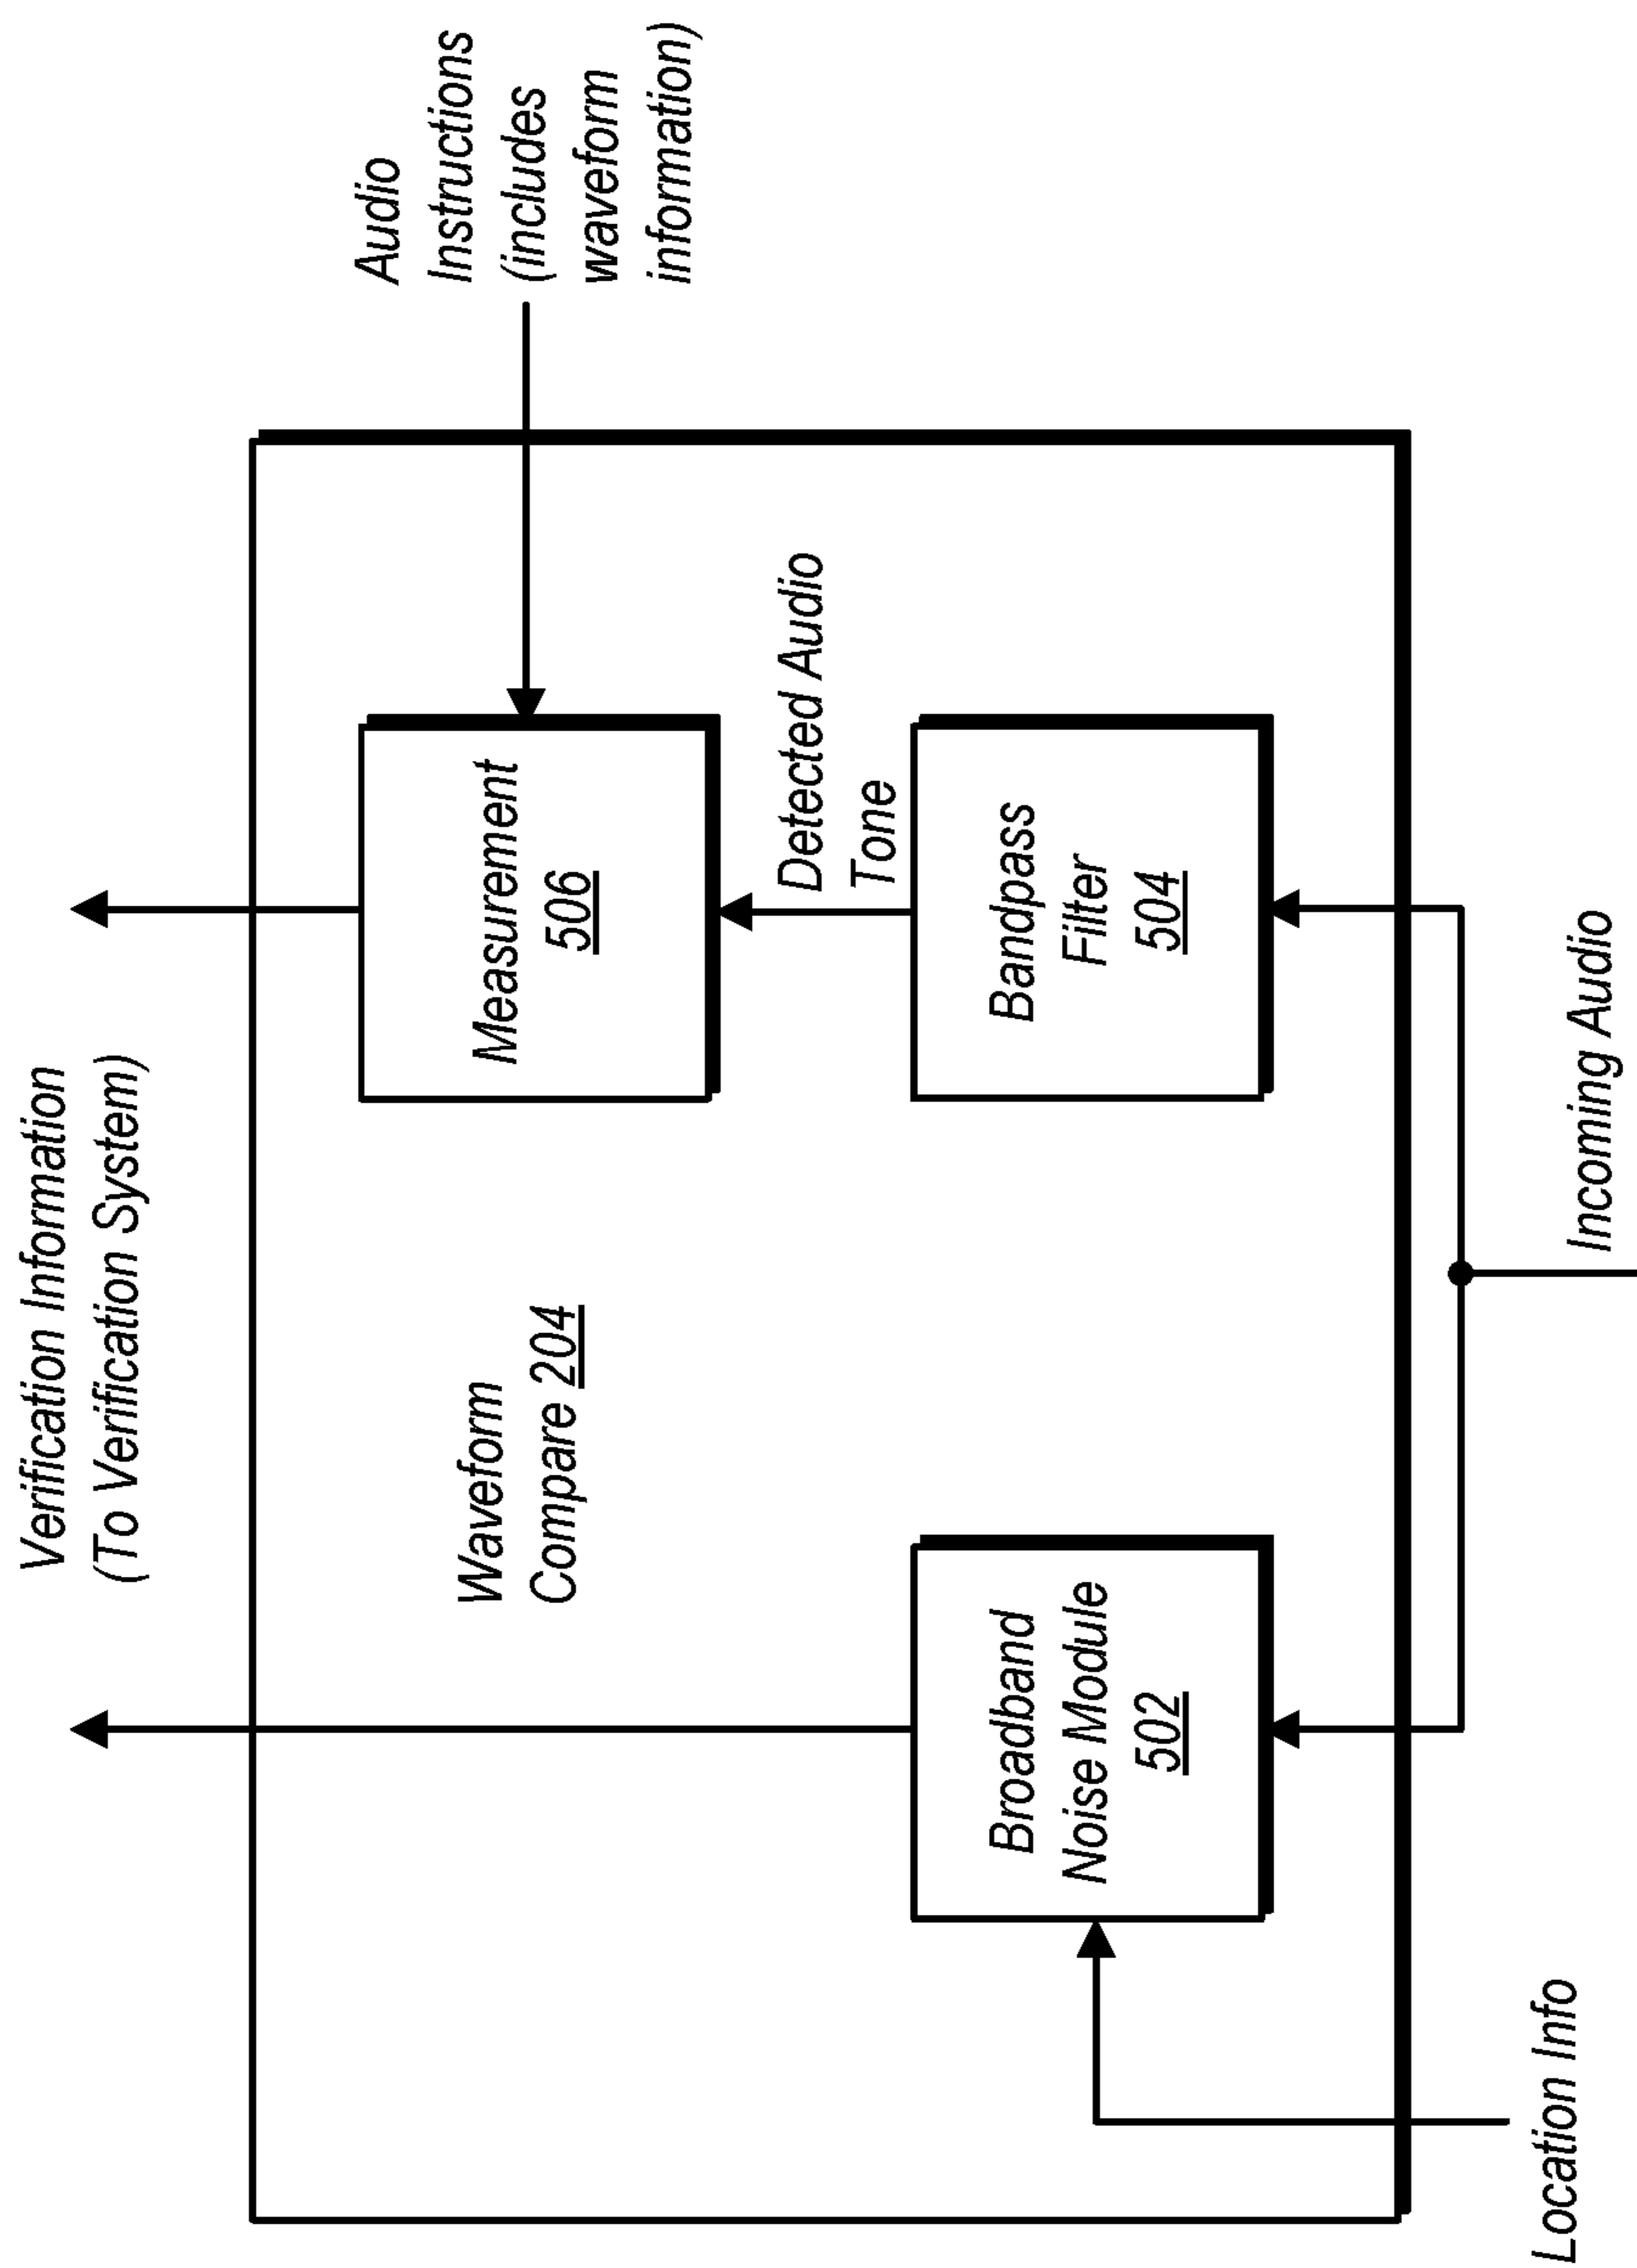 Verification Information
(To Verification System)
Audio
Instructions
(includes
waveform
information)
Waveform
Compare 204
Measurement
506
Detected Audio
Tone
Broadband
Noise Module
502
Bandpass
Filter
504
Location Info
Incoming Audio